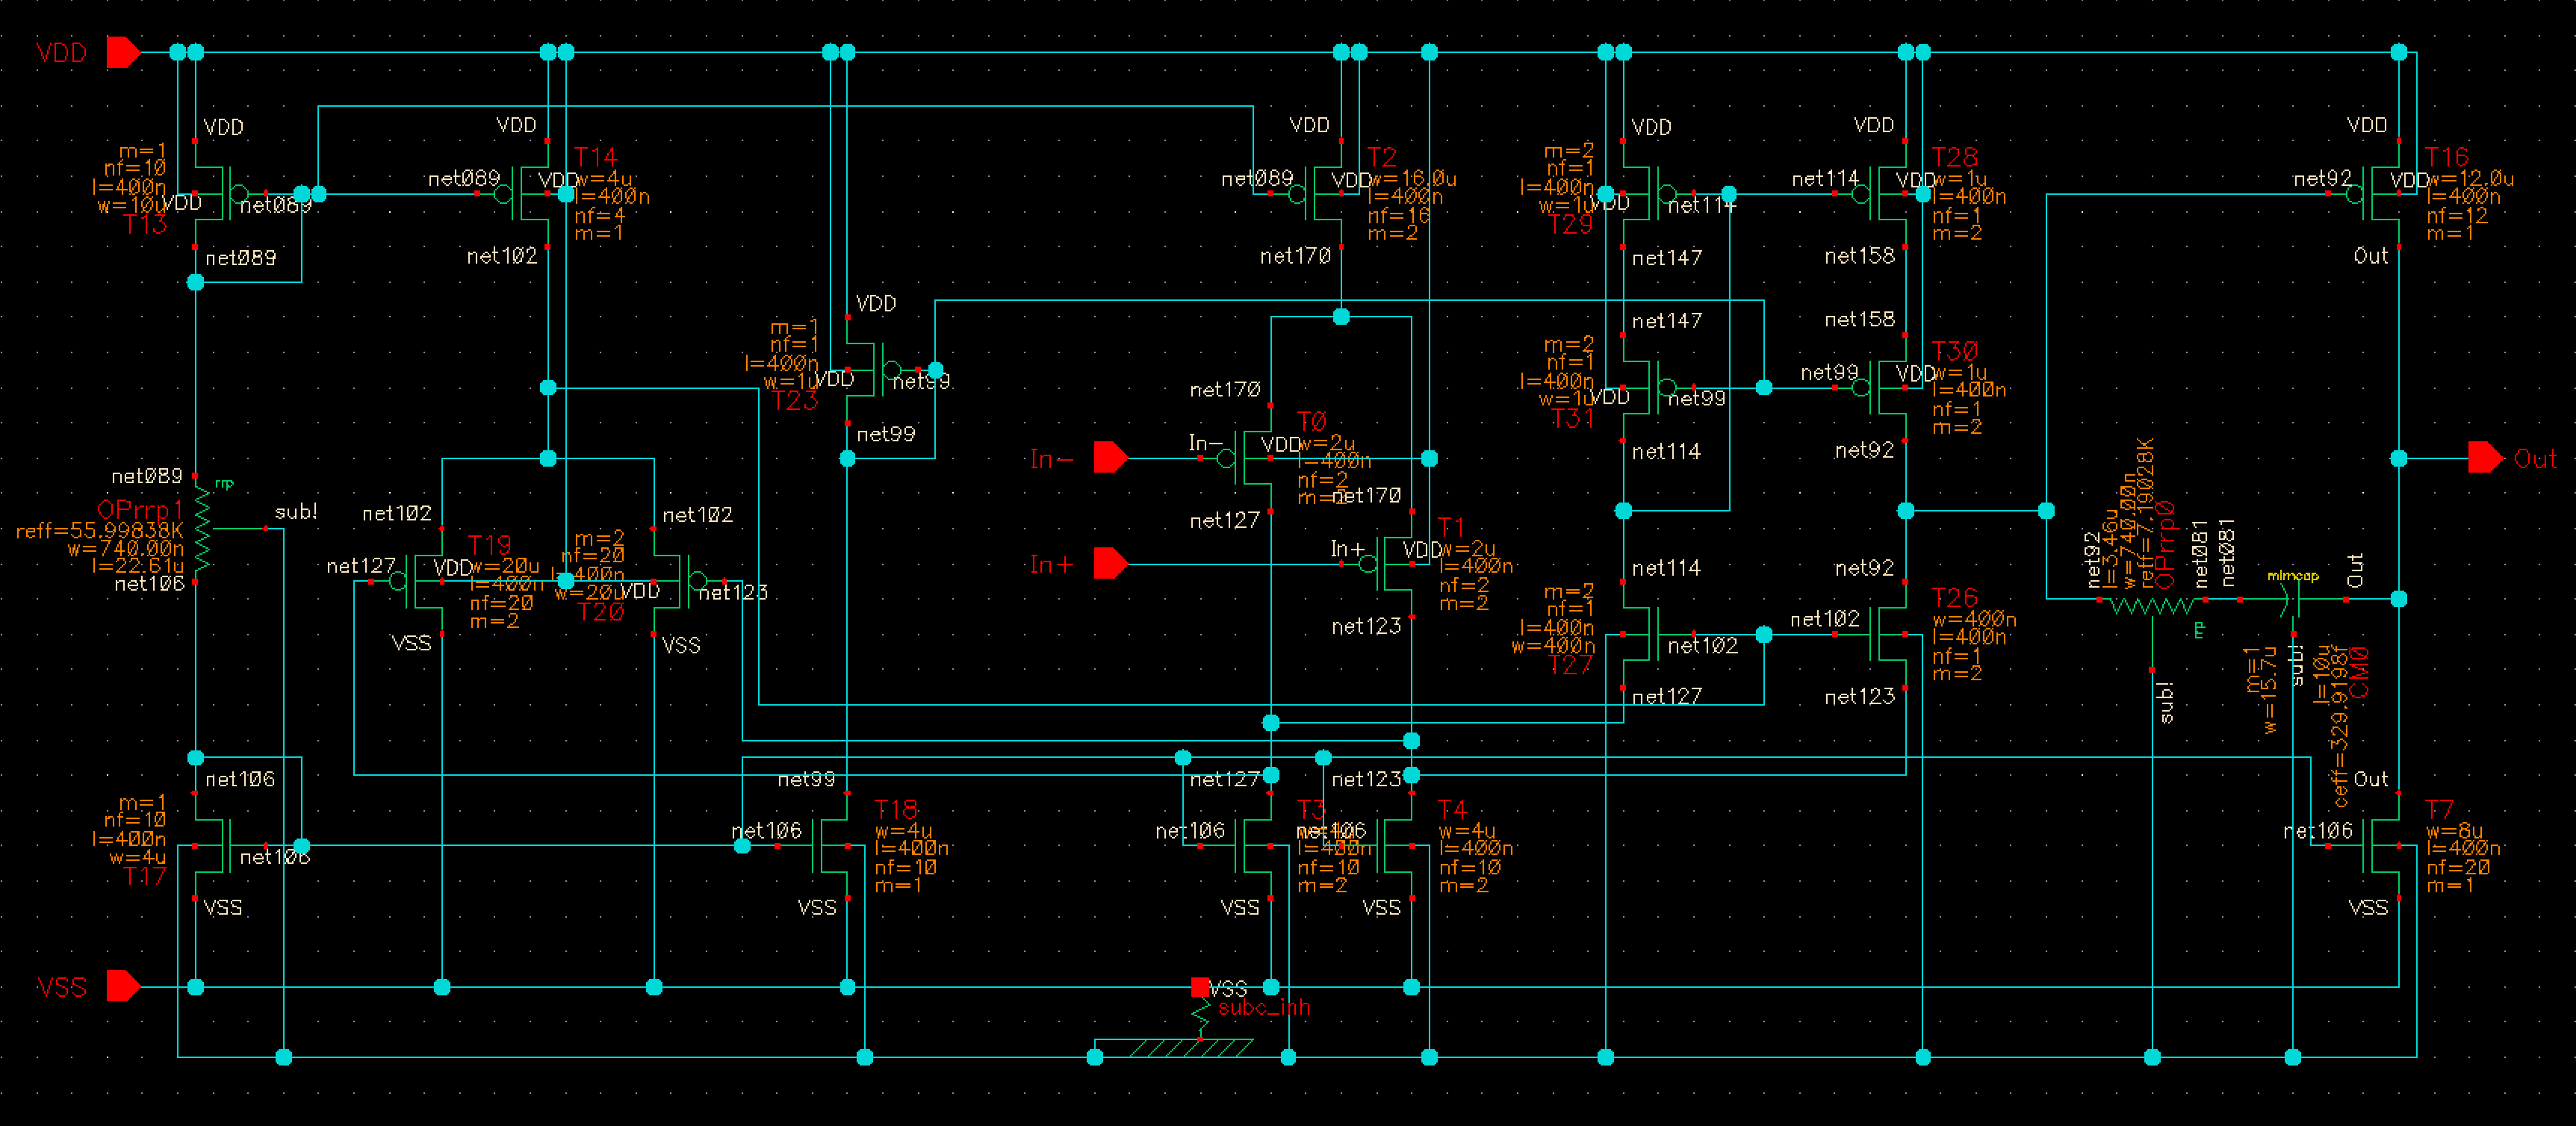 VDD
VDD
m=1
nf=10
l=400n
w=10u
VDD
T13
net089
net089
VDD
T14
net089
VDD
w=4u
l=400n
nf=4
m=1
net102
VDD
m=1
nf=1
l=400n
w=1u
VDD
T23
net99
net99
VDD
T2
net089
VDD
w=16.0u
l=400n
nf=16
m=2
net170
VDD
m=2
nf=1
l=400n
w=1u
VDD
T29
net114
net147
VDD
T28
net114
VDD
w=1u
l=400n
nf=1
m=2
net158
VDD
T16
net92
VDD
w=12.0u
l=400n
nf=12
m=1
Out
net147
m=2
nf=1
l=400n
w=1u
VDD
T31
net99
net114
net158
T30
net99
VDD
w=1u
l=400n
nf=1
m=2
net92
net170
In-
In-
T0
VDD
w=2u
l=400n
nf=2
m=2
net127
net170
In+
In+
T1
VDD
w=2u
l=400n
nf=2
m=2
net123
Out
net089
rrp
OPrrp1
sub!
reff=55.99838K
w=740.00n
l=22.61u
net106
net102
T19
net127
VDD
w=20u
l=400n
nf=20
m=2
VSS
net102
m=2
nf=20
l=400n
w=20u
VDD
T20
net123
VSS
net114
m=2
nf=1
l=400n
w=400n
T27
net102
net127
net92
T26
net102
w=400n
l=400n
nf=1
m=2
net123
net92
l=3.46u
w=740.00n
reff=7.19028K
OPrrp0
net081
net081
sub!
mimcap
Out
m=1
w=15.7u
sub!
l=10u
ceff=329.9198f
CM0
net106
m=1
nf=10
l=400n
w=4u
T17
net106
VSS
net99
T18
net106
w=4u
l=400n
nf=10
m=1
VSS
net127
T3
net106
l=400n
nf=10
m=2
VSS
net123
T4
net106
w=4u
l=400n
nf=10
m=2
VSS
Out
T7
net106
w=8u
l=400n
nf=20
m=1
VSS
VSS
VSS
subc_inh